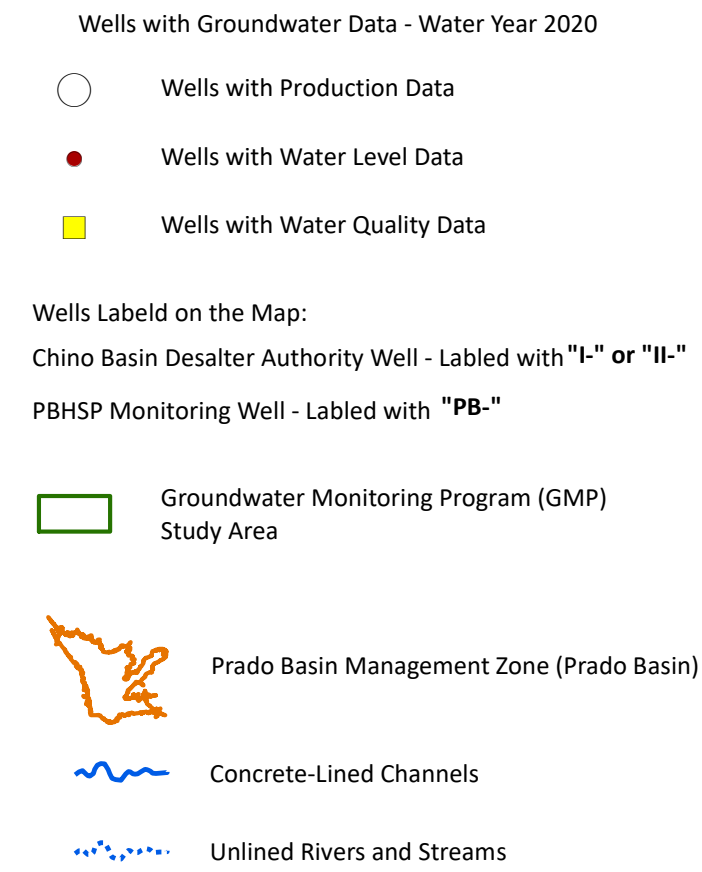 Wells with Groundwater Data - Water Year 2020
Wells with Production Data
Wells with Water Level Data
Wells with Water Quality Data
Wells Labeld on the Map:
Chino Basin Desalter Authority Well - Labled with "I-" or "II-"
PBHSP Monitoring Well - Labled with "PB-"
Groundwater Monitoring Program (GMP)
Study Area
Prado Basin Management Zone (Prado Basin)
Concrete-Lined Channels
Unlined Rivers and Streams